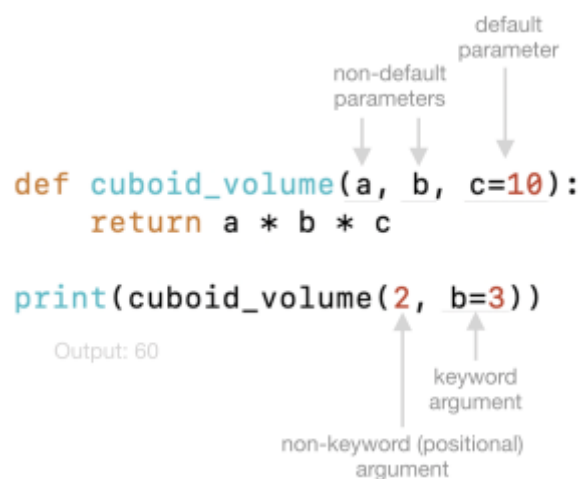 default
parameter
non-default
parameters
def cuboid_volume(a, b, c=10):
    return a * b * c
print(cuboid_volume(2, b=3))
Output: 60
keyword
argument
non-keyword (positional)
argument